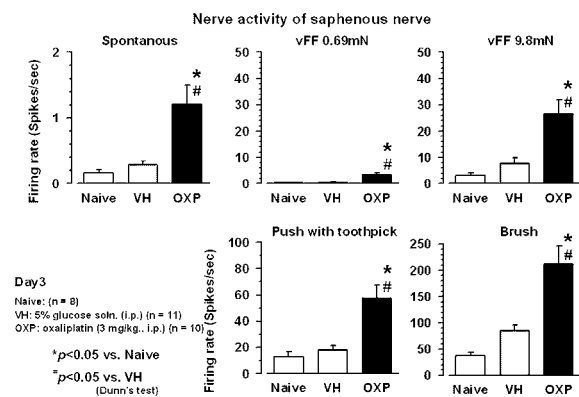 Nerve activity of saphenous nerve
Spontanous
Firing rate (Spikes/sec)
2
1
0
*
#
Naive VH OXP
vFF 0.69mN
50
40
30
20
10
0
*
#
Naive VH OXP
vFF 9.8mN
50
40
30
20
10
0
*
#
Naive VH OXP
Push with toothpick
Firing rate (Spikes/sec)
100
80
60
40
20
0
*
#
Naive VH OXP
Brush
250
200
150
100
50
0
*
#
Naive VH OXP
Day3
Naive: (n = 8)
VH: 5% glucose soln. (i.p.) (n = 11)
OXP: oxaliplatin (3 mg/kg., i.p.) (n = 10)
*p<0.05 vs. Naive
#p<0.05 vs. VH
(Dunn's test)